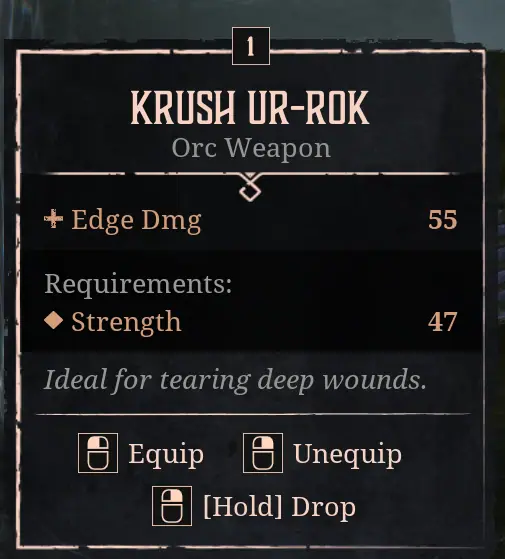 1
KRUSH UR-ROK
Orc Weapon
Edge Dmg 55
Requirements:
Strength 47
Ideal for tearing deep wounds.
Equip Unequip
[Hold] Drop